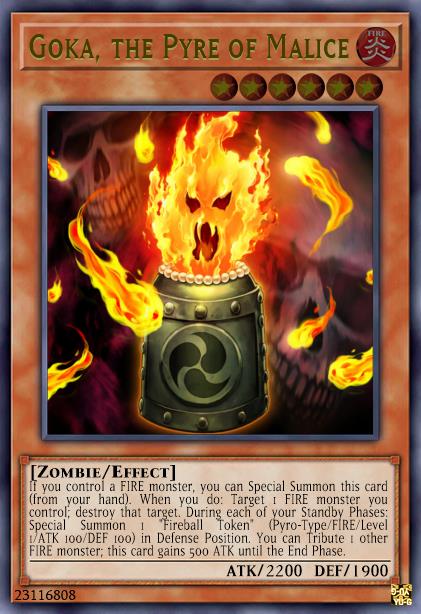 GOKA, THE PYRE OF MALICE
FIRE
炎
[ZOMBIE/EFFECT]
If you control a FIRE monster, you can Special Summon this card
(from your hand). When you do: Target 1 FIRE monster you
control; destroy that target. During each of your Standby Phases:
Special Summon 1 "Fireball Token" (Pyro-Type/FIRE/Level
1/ATK 100/DEF 100) in Defense Position. You can Tribute 1 other
FIRE monster; this card gains 500 ATK until the End Phase.
ATK/2200 DEF/1900
23116808